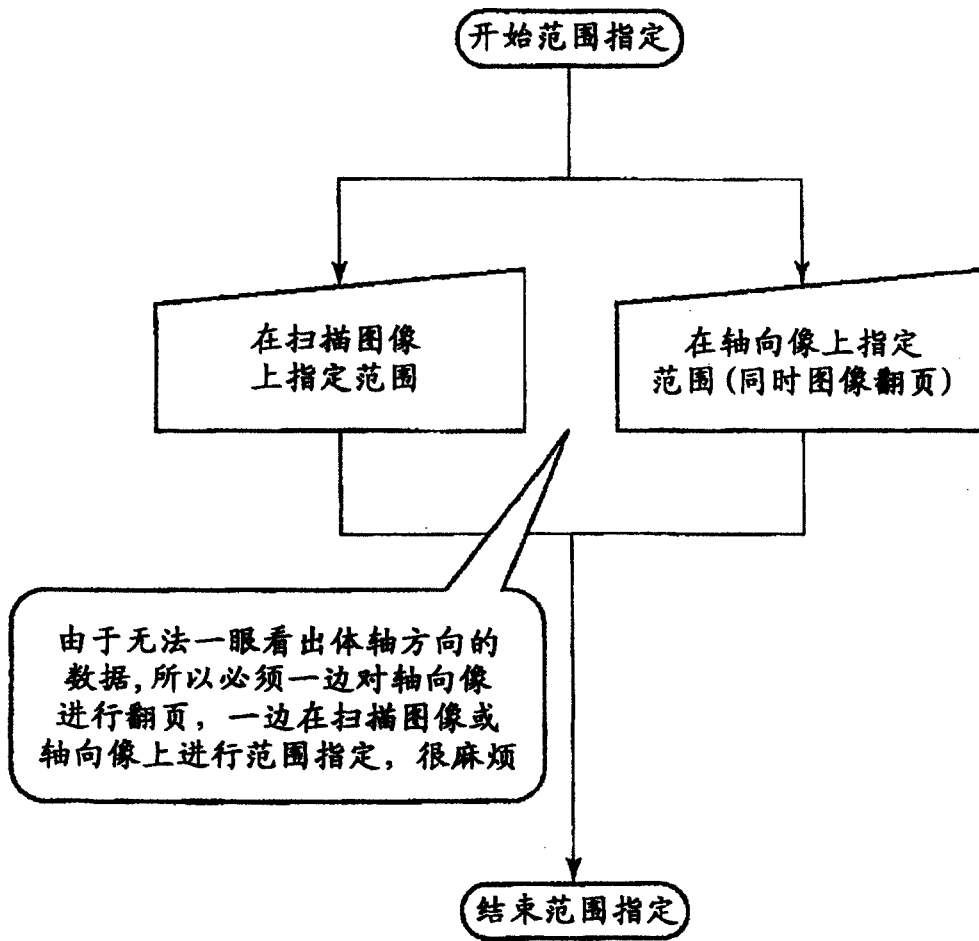 开始范围指定
在扫描图像
上指定范围
在轴向像上指定
范围(同时图像翻页)
由于无法一眼看出体轴方向的
数据,所以必须一边对轴向像
进行翻页，一边在扫描图像或
轴向像上进行范围指定，很麻烦
结束范围指定